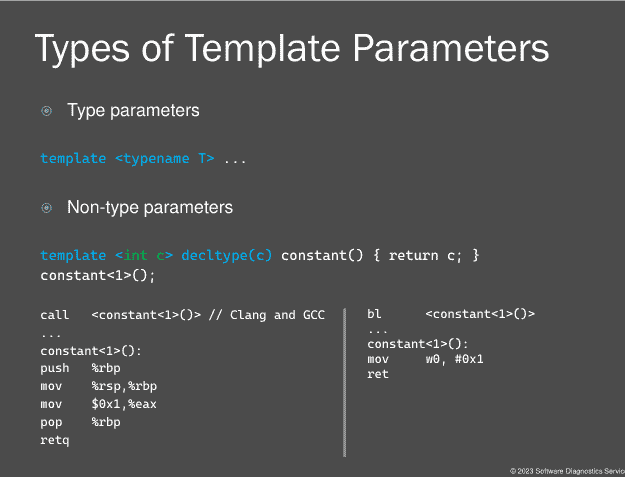 Types of Template Parameters
Type parameters
template <typename T> ...
Non-type parameters
template <int c> decltype(c) constant() { return c; }
constant<1>();
call <constant<1>()> // Clang and GCC
...
constant<1>():
push %rbp
mov %rsp,%rbp
mov $0x1,%eax
pop %rbp
retq
bl <constant<1>()>
...
constant<1>():
mov w0, #0x1
ret
© 2023 Software Diagnostics Servic